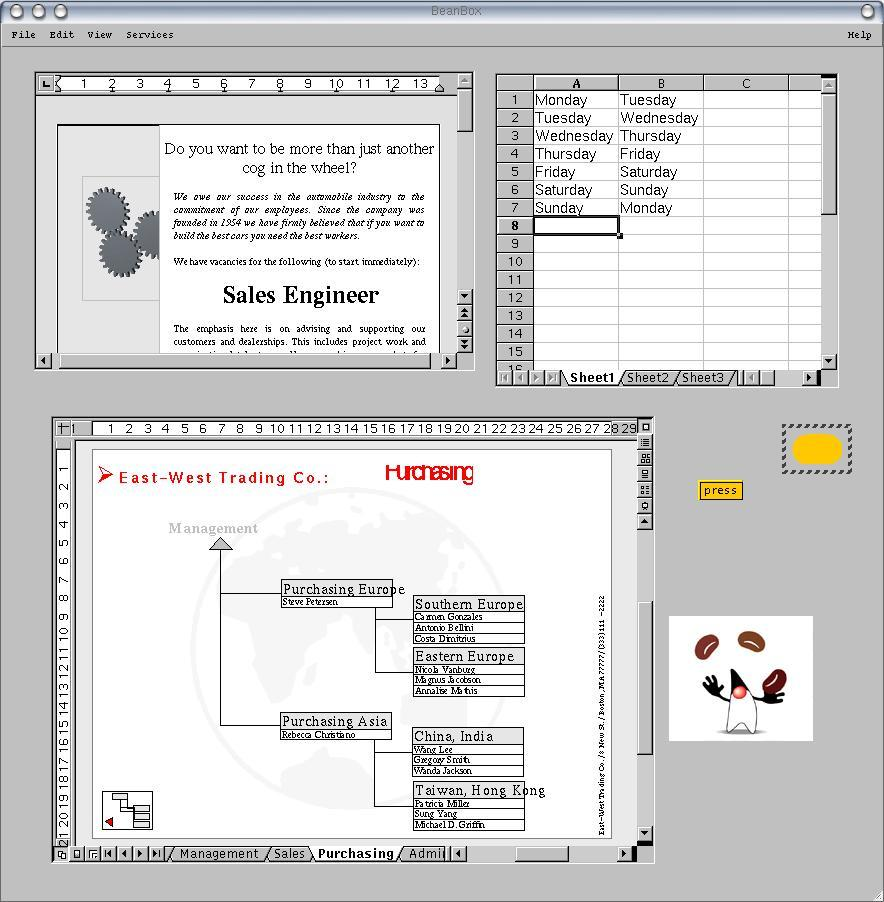 BeanBox
File Edit View Services Help
1 2 3 4 5 6 7 8 9 10 11 12 13
Do you want to be more than just another
cog in the wheel?
We owe our success in the automobile industry to the
commitment of our employees. Since the company was
founded in 1954 we have firmly believed that if you want to
build the best cars you need the best workers.
We have vacancies for the following (to start immediately):
Sales Engineer
The emphasis here is on advising and supporting our
customers and dealerships. This includes project work and
A B C
1 Monday Tuesday
2 Tuesday Wednesday
3 Wednesday Thursday
4 Thursday Friday
5 Friday Saturday
6 Saturday Sunday
7 Sunday Monday
8
9
10
11
12
13
14
15
16
Sheet1 Sheet2 Sheet3
1 1 2 3 4 5 6 7 8 9 10 11 12 13 14 15 16 17 18 19 20 21 22 23 24 25 26 27 28 29
1
2
3
4
5
6
7
8
9
10
11
12
13
14
15
16
17
18
19
20
21
East-West Trading Co.: Purchasing
Management
Purchasing Europe
Steve Petersen
Southern Europe
Carmen Gonzales
Antonio Bellini
Costa Dimitrius
Eastern Europe
Nicola Vanburg
Magnus Jacobson
Annalise Mathis
Purchasing Asia
Rebecca Christiano
China, India
Wang Lee
Gregory Smith
Wanda Jackson
Taiwan, Hong Kong
Patricia Miller
Sung Yang
Michael D. Griffin
East-West Trading Co. /8 New St. / Boston ,MA 77777/(333)111 -2222
Management Sales Purchasing Admi
press